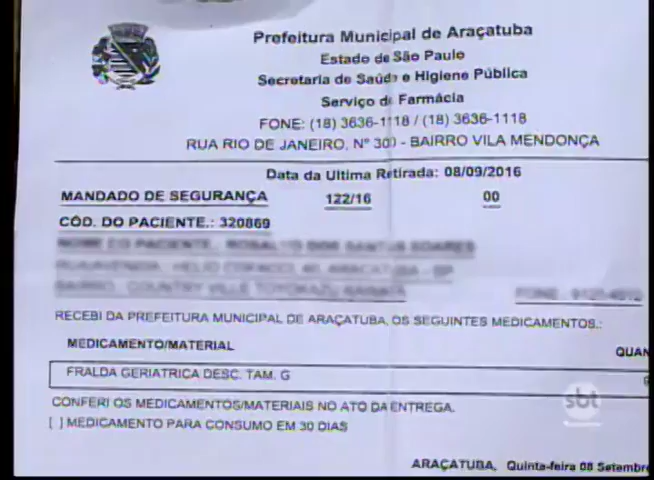 Prefeitura Municipal de Araçatuba
Estado de São Paulo
Secretaria de Saúde e Higiene Pública
Serviço de Farmácia
FONE: (18) 3636-1118 / (18) 3636-1118
RUA RIO DE JANEIRO, Nº 300 - BAIRRO VILA MENDONÇA
Data da Ultima Retirada: 08/09/2016
MANDADO DE SEGURANÇA 122/16 00
CÓD. DO PACIENTE.: 320869
RECEBI DA PREFEITURA MUNICIPAL DE ARAÇATUBA, OS SEGUINTES MEDICAMENTOS.:
MEDICAMENTO/MATERIAL QUAN
FRALDA GERIATRICA DESC. TAM. G
sbt
CONFERI OS MEDICAMENTOS/MATERIAIS NO ATO DA ENTREGA.
[ ] MEDICAMENTO PARA CONSUMO EM 30 DIAS
ARAÇATUBA, Quinta-feira 08 Setembro